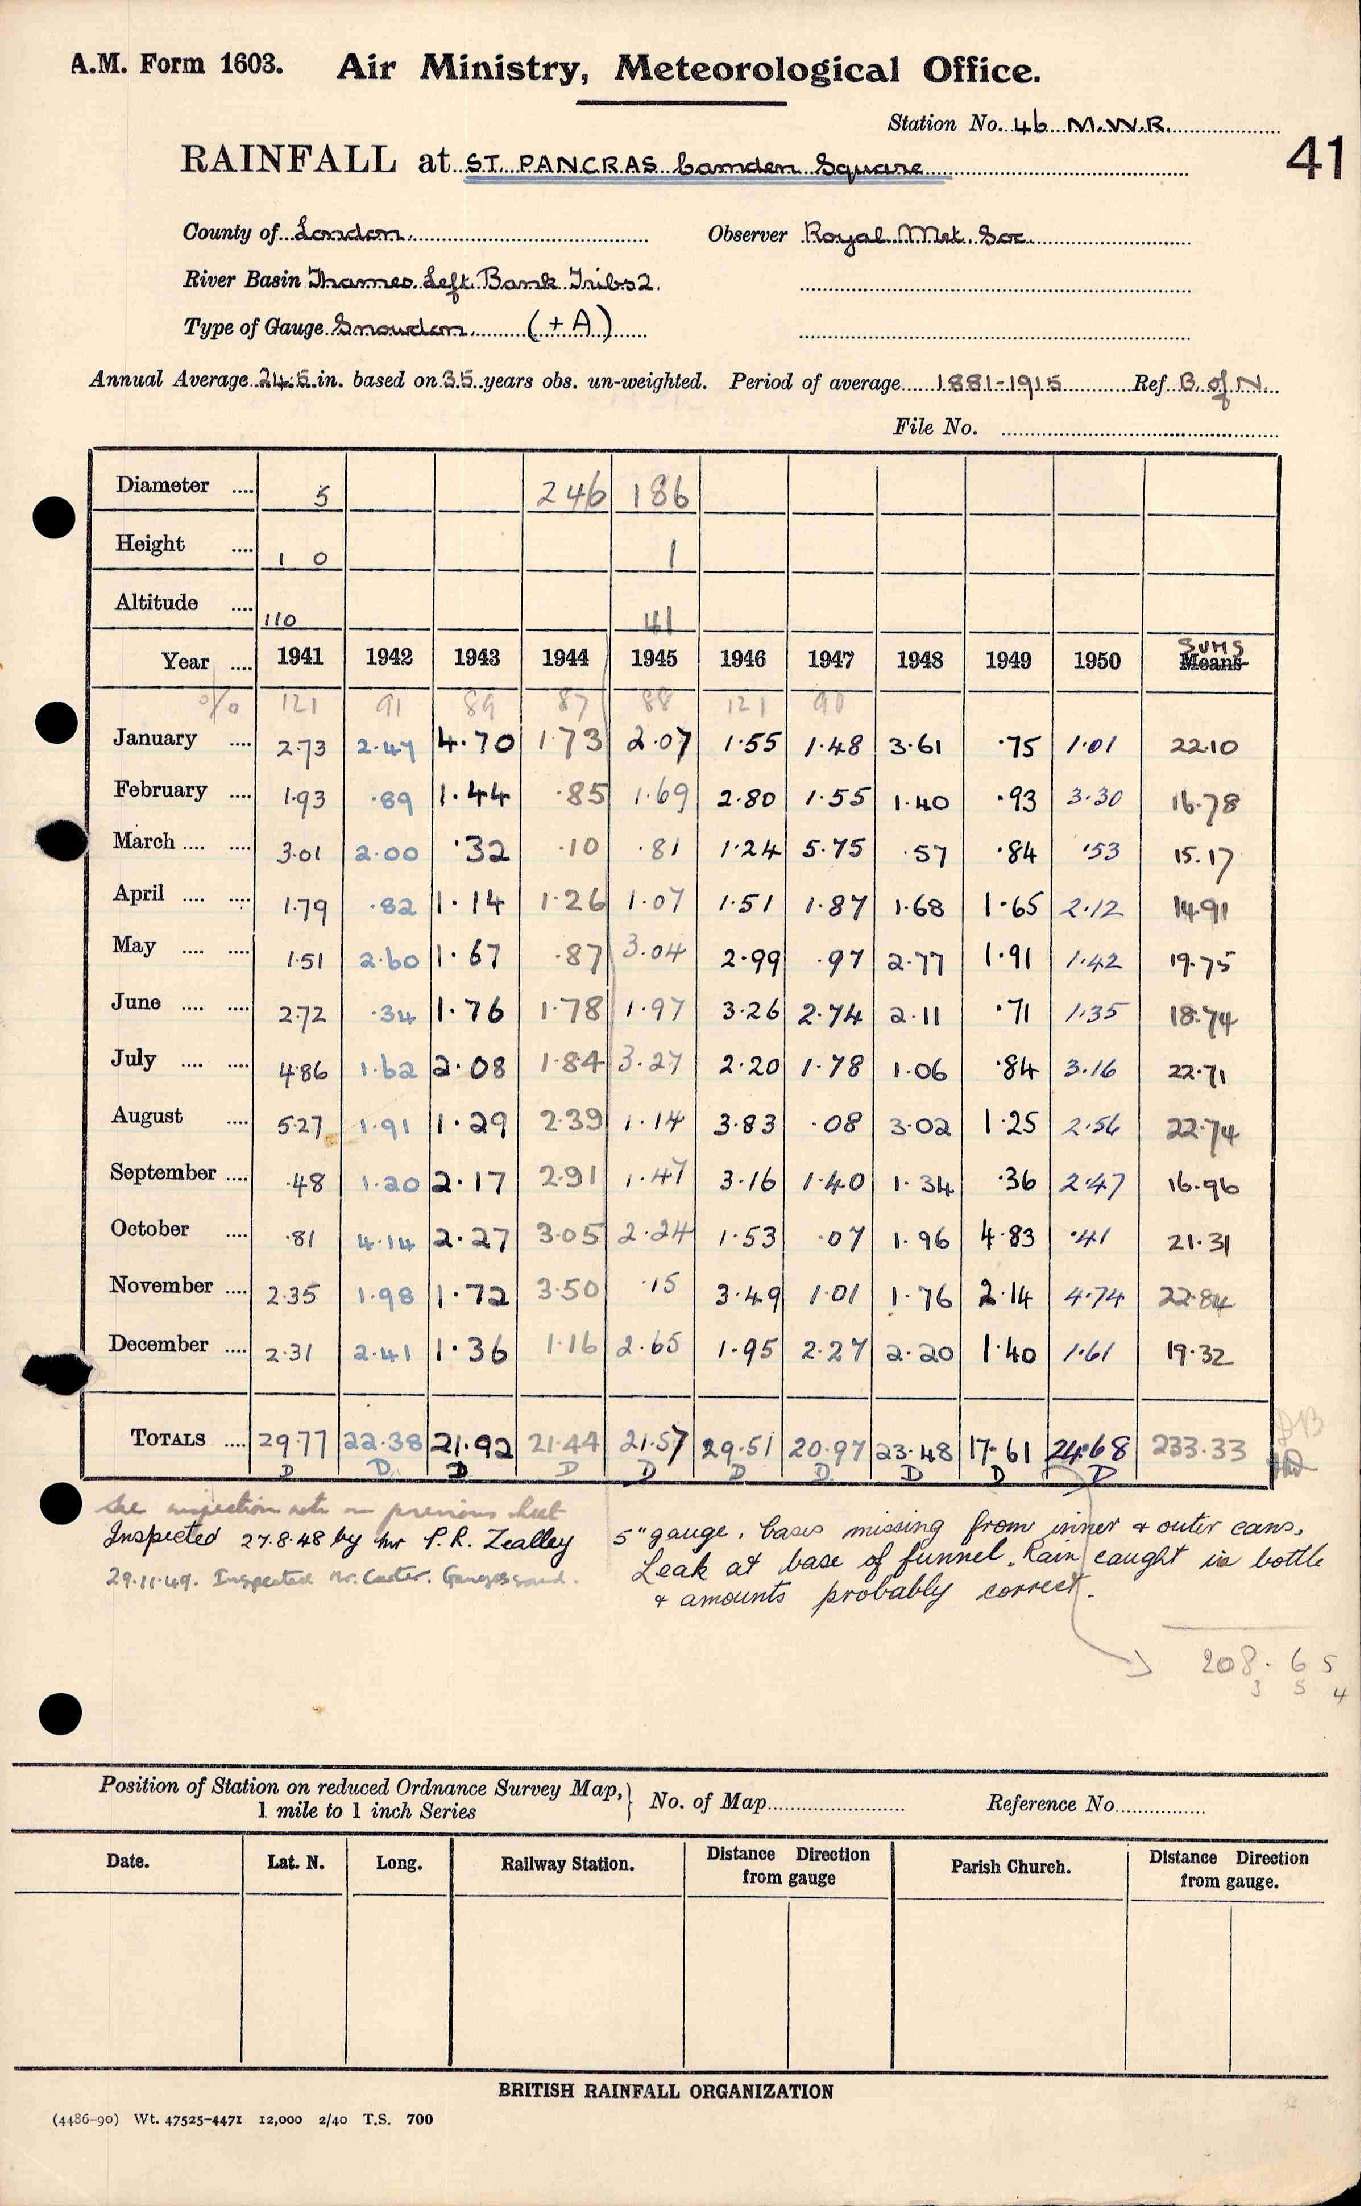 A.M. Form 1603. Air Ministry, Meteorological Office.
Station No. 46 M.W.R.
41
RAINFALL at ST. PANCRAS Camden Square
County of London. Observer Royal Met. Soc.
River Basin Thames Left Bank Tribs 2.
Type of Gauge Snowdon. (+A)
Annual Average 24.5 in. based on 35 years obs. un-weighted. Period of average 1881-1915 Ref. B. of N.
File No.
Diameter .... 5 246 186
Height .... 1 0 1
Altitude .... 110 41
SUMS
Year .... 1941 1942 1943 1944 1945 1946 1947 1948 1949 1950 Means
% 121 91 89 87 88 121 90
January .... 2.73 2.47 4.70 1.73 2.07 1.55 1.48 3.61 .75 1.01 22.10
February .... 1.93 .89 1.44 .85 1.69 2.80 1.55 1.40 .93 3.30 16.78
March .... .... 3.01 2.00 .32 .10 .81 1.24 5.75 .57 .84 .53 15.17
April .... .... 1.79 .82 1.14 1.26 1.07 1.51 1.87 1.68 1.65 2.12 14.91
May .... .... 1.51 2.60 1.67 .87 3.04 2.99 .97 2.77 1.91 1.42 19.75
June .... .... 2.72 .34 1.76 1.78 1.97 3.26 2.74 2.11 .71 1.35 18.74
July .... .... 4.86 1.62 2.08 1.84 3.27 2.20 1.78 1.06 .84 3.16 22.71
August .... 5.27 1.91 1.29 2.39 1.14 3.83 .08 3.02 1.25 2.56 22.74
September .... .48 1.20 2.17 2.91 1.47 3.16 1.40 1.34 .36 2.47 16.96
October .... .81 4.14 2.27 3.05 2.24 1.53 .07 1.96 4.83 .41 21.31
November .... 2.35 1.98 1.72 3.50 .15 3.49 1.01 1.76 2.14 4.74 22.84
December .... 2.31 2.41 1.36 1.16 2.65 1.95 2.27 2.20 1.40 1.61 19.32
TOTALS .... 29.77 22.38 21.92 21.44 21.57 29.51 20.97 23.48 17.61 24.68 233.33
D D D D D D D D D D
See inspection note on previous sheet
Inspected 27.8.48 by Mr P.R. Zealley 5" gauge. bases missing from inner & outer cans.
Leak at base of funnel. Rain caught in bottle
29.11.49. Inspected Mr. Carter. Gauges sound.
& amounts probably correct.
208.65
3 5 4
Position of Station on reduced Ordnance Survey Map, 1 mile to 1 inch Series No. of Map Reference No.
Date. Lat. N. Long. Railway Station. Distance from gauge Direction Parish Church. Distance Direction from gauge.
BRITISH RAINFALL ORGANIZATION
(4486-90) Wt. 47525-4471 12,000 2/40 T.S. 700